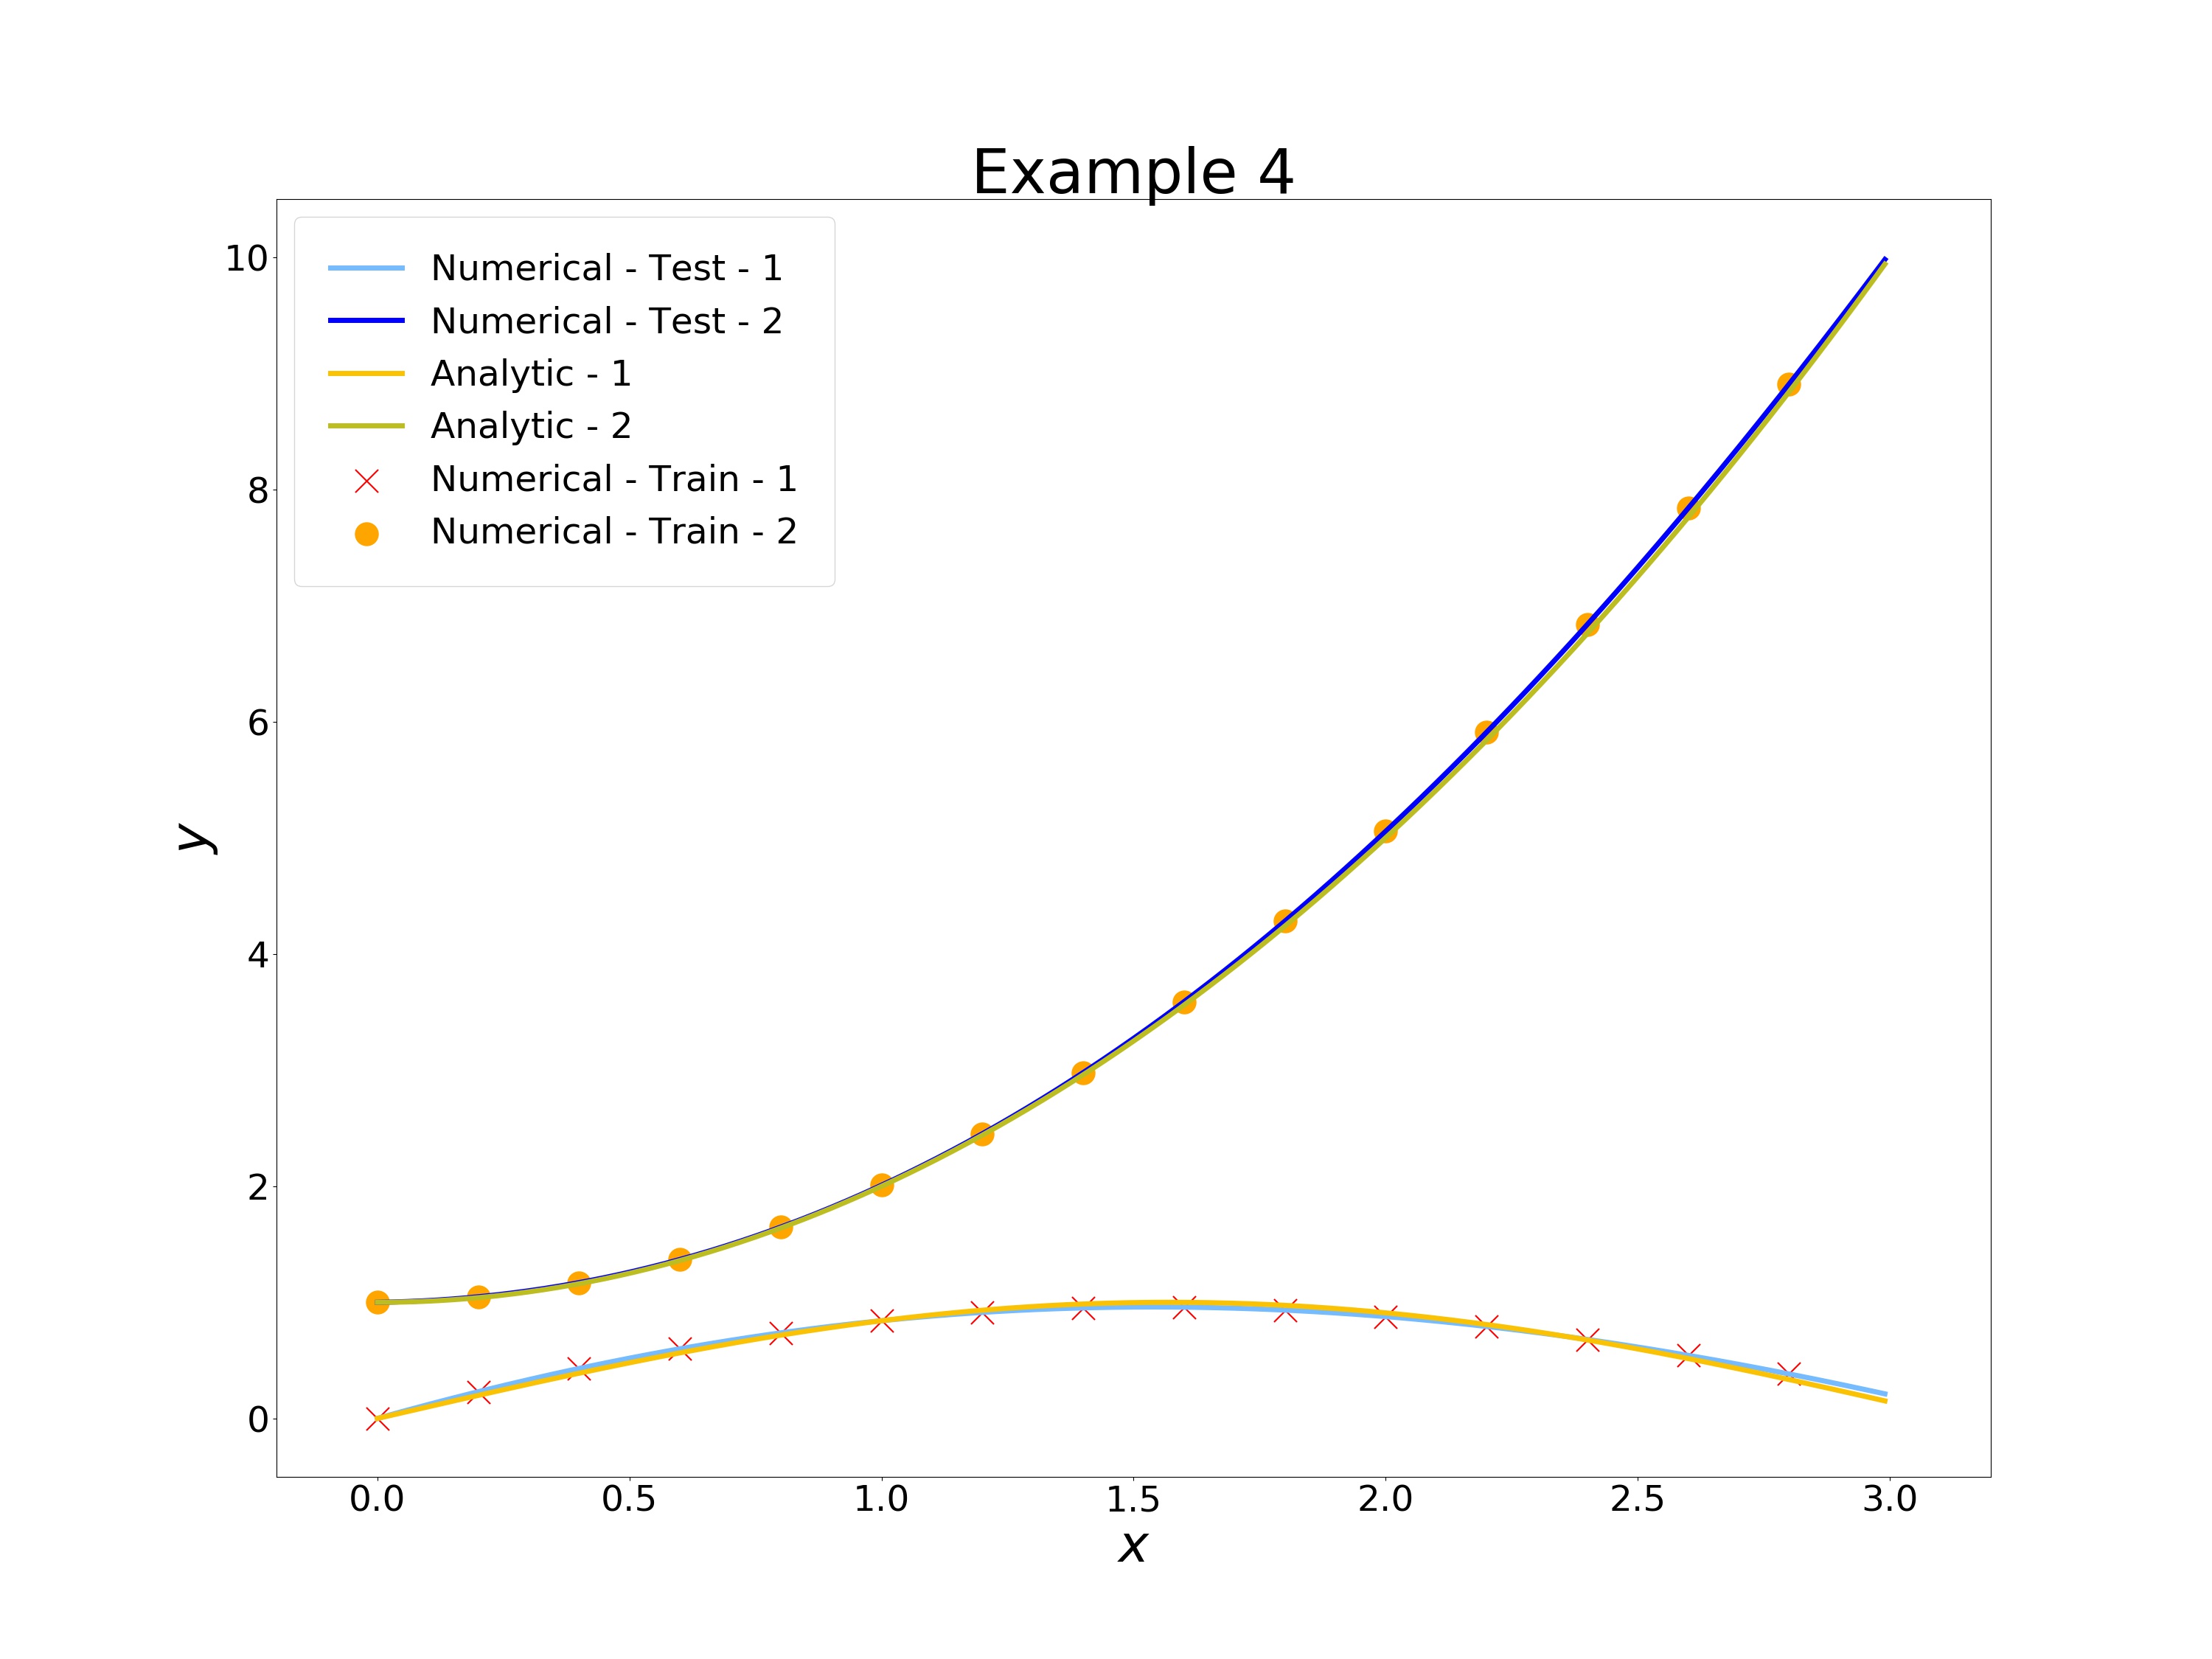 Example 4
Numerical - Test - 1
Numerical - Test - 2
Analytic - 1
Analytic - 2
Numerical - Train - 1
Numerical - Train - 2
10
8
6
4
2
0
y
0.0 0.5 1.0 1.5 2.0 2.5 3.0
x